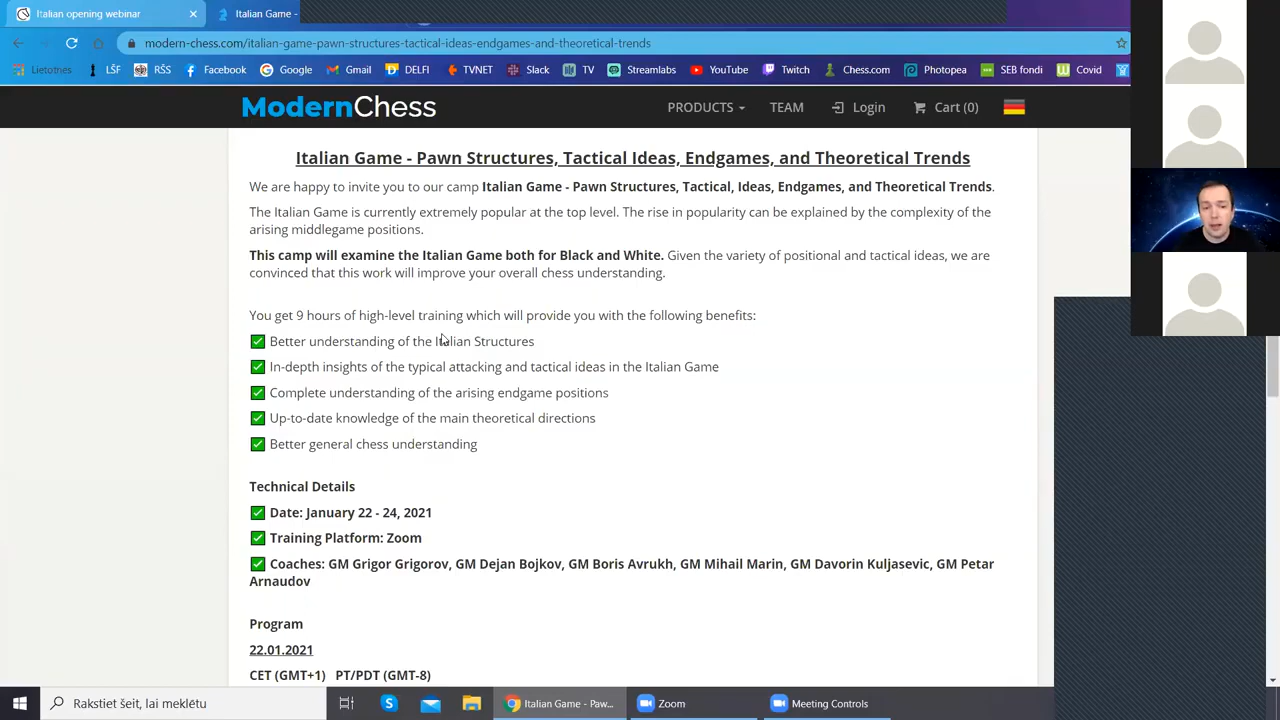 Italian opening webinar
Italian Game -
modern-chess.com/italian-game-pawn-structures-tactical-ideas-endgames-and-theoretical-trends
Lietotnes LŠF RŠS Facebook Google Gmail DELFI TVNET Slack TV Streamlabs YouTube Twitch Chess.com Photopea SEB fondi Covid
ModernChess PRODUCTS TEAM Login Cart (0)
Italian Game - Pawn Structures, Tactical Ideas, Endgames, and Theoretical Trends
We are happy to invite you to our camp Italian Game - Pawn Structures, Tactical, Ideas, Endgames, and Theoretical Trends.
The Italian Game is currently extremely popular at the top level. The rise in popularity can be explained by the complexity of the
arising middlegame positions.
This camp will examine the Italian Game both for Black and White. Given the variety of positional and tactical ideas, we are
convinced that this work will improve your overall chess understanding.
You get 9 hours of high-level training which will provide you with the following benefits:
Better understanding of the Italian Structures
In-depth insights of the typical attacking and tactical ideas in the Italian Game
Complete understanding of the arising endgame positions
Up-to-date knowledge of the main theoretical directions
Better general chess understanding
Technical Details
Date: January 22 - 24, 2021
Training Platform: Zoom
Coaches: GM Grigor Grigorov, GM Dejan Bojkov, GM Boris Avrukh, GM Mihail Marin, GM Davorin Kuljasevic, GM Petar
Arnaudov
Program
22.01.2021
CET (GMT+1) PT/PDT (GMT-8)
Rakstiet šeit, lai meklētu
Italian Game - Paw...
Zoom
Meeting Controls